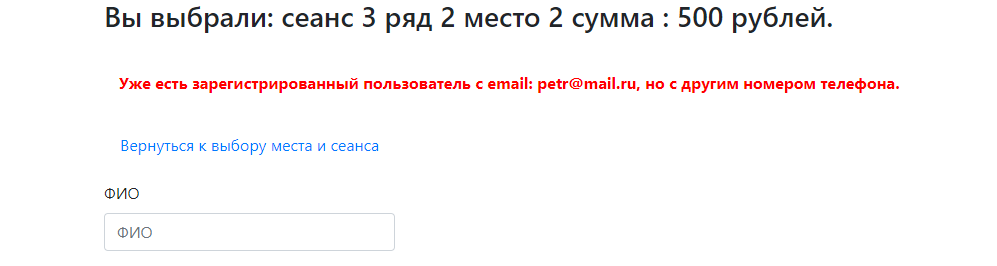 Вы выбрали: сеанс 3 ряд 2 место 2 сумма : 500 рублей.
Уже есть зарегистрированный пользователь с email: petr@mail.ru, но с другим номером телефона.
Вернуться к выбору места и сеанса
ФИО
ФИО